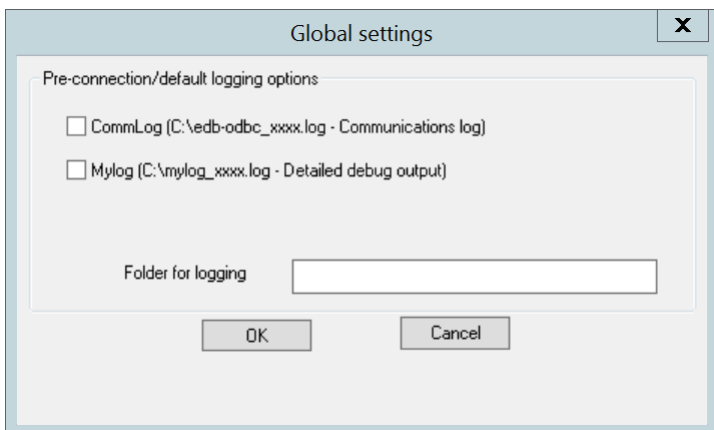 Global settings
X
Pre-connection/default logging options
CommLog (C:\edb-odbc_xxxx.log - Communications log)
Mylog (C:\mylog_xxxx.log - Detailed debug output)
Folder for logging
OK Cancel